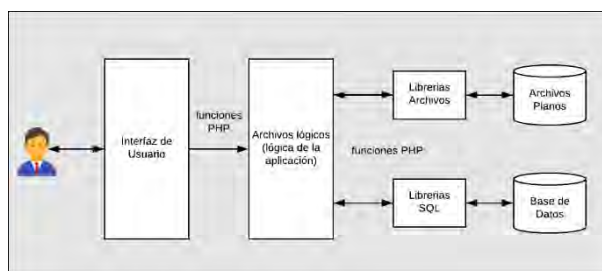 Interfaz de
Usuario
funciones
PHP
Archivos lógicos
(lógica de la
aplicación)
funciones PHP
Librerias
Archivos
Archivos
Planos
Librerias
SQL
Base de
Datos